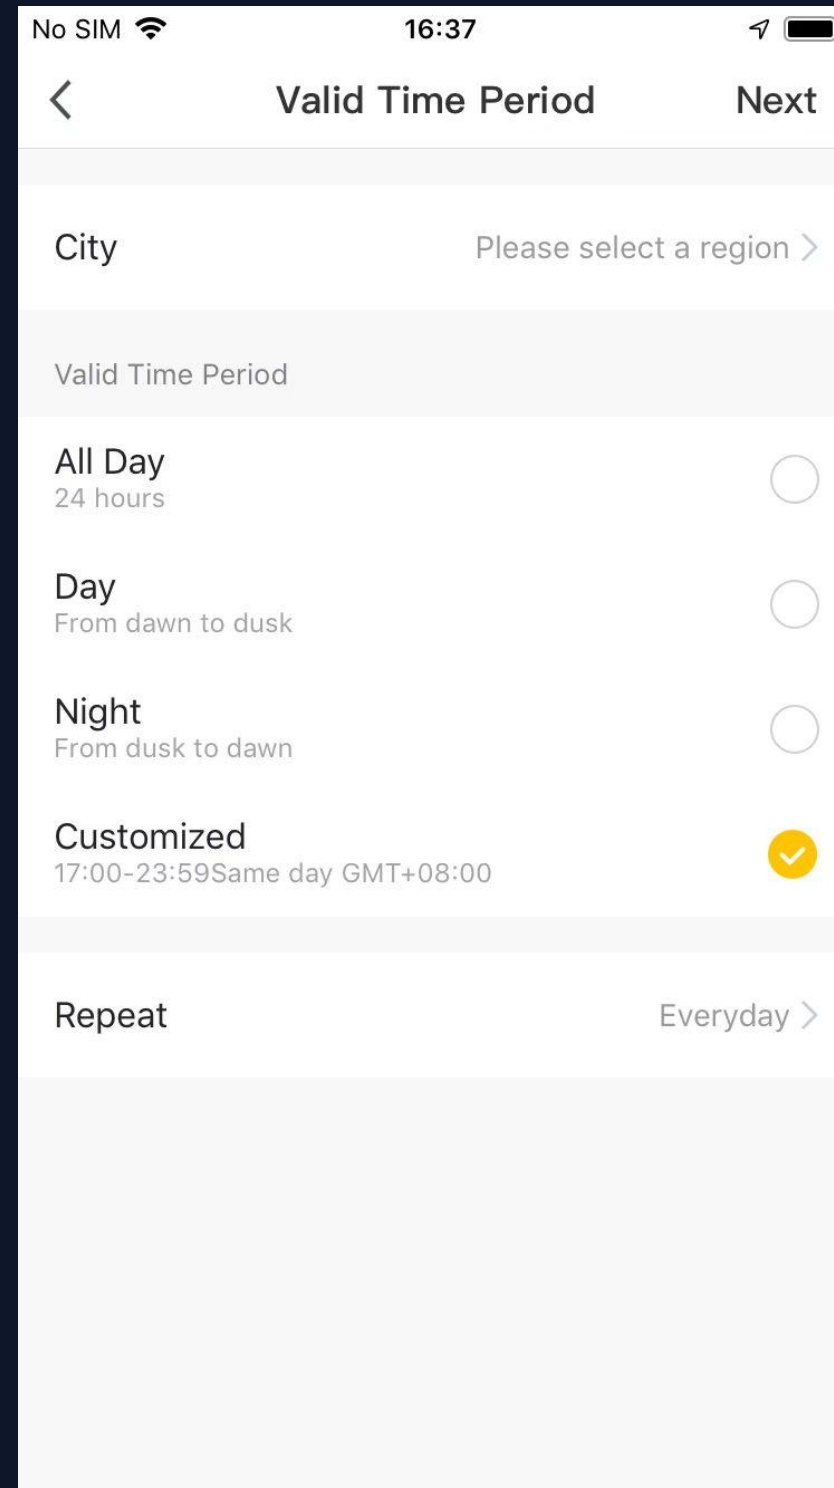 No SIM 16:37
Valid Time Period Next
City Please select a region
Valid Time Period
All Day
24 hours
Day
From dawn to dusk
Night
From dusk to dawn
Customized
17:00-23:59Same day GMT+08:00
Repeat Everyday